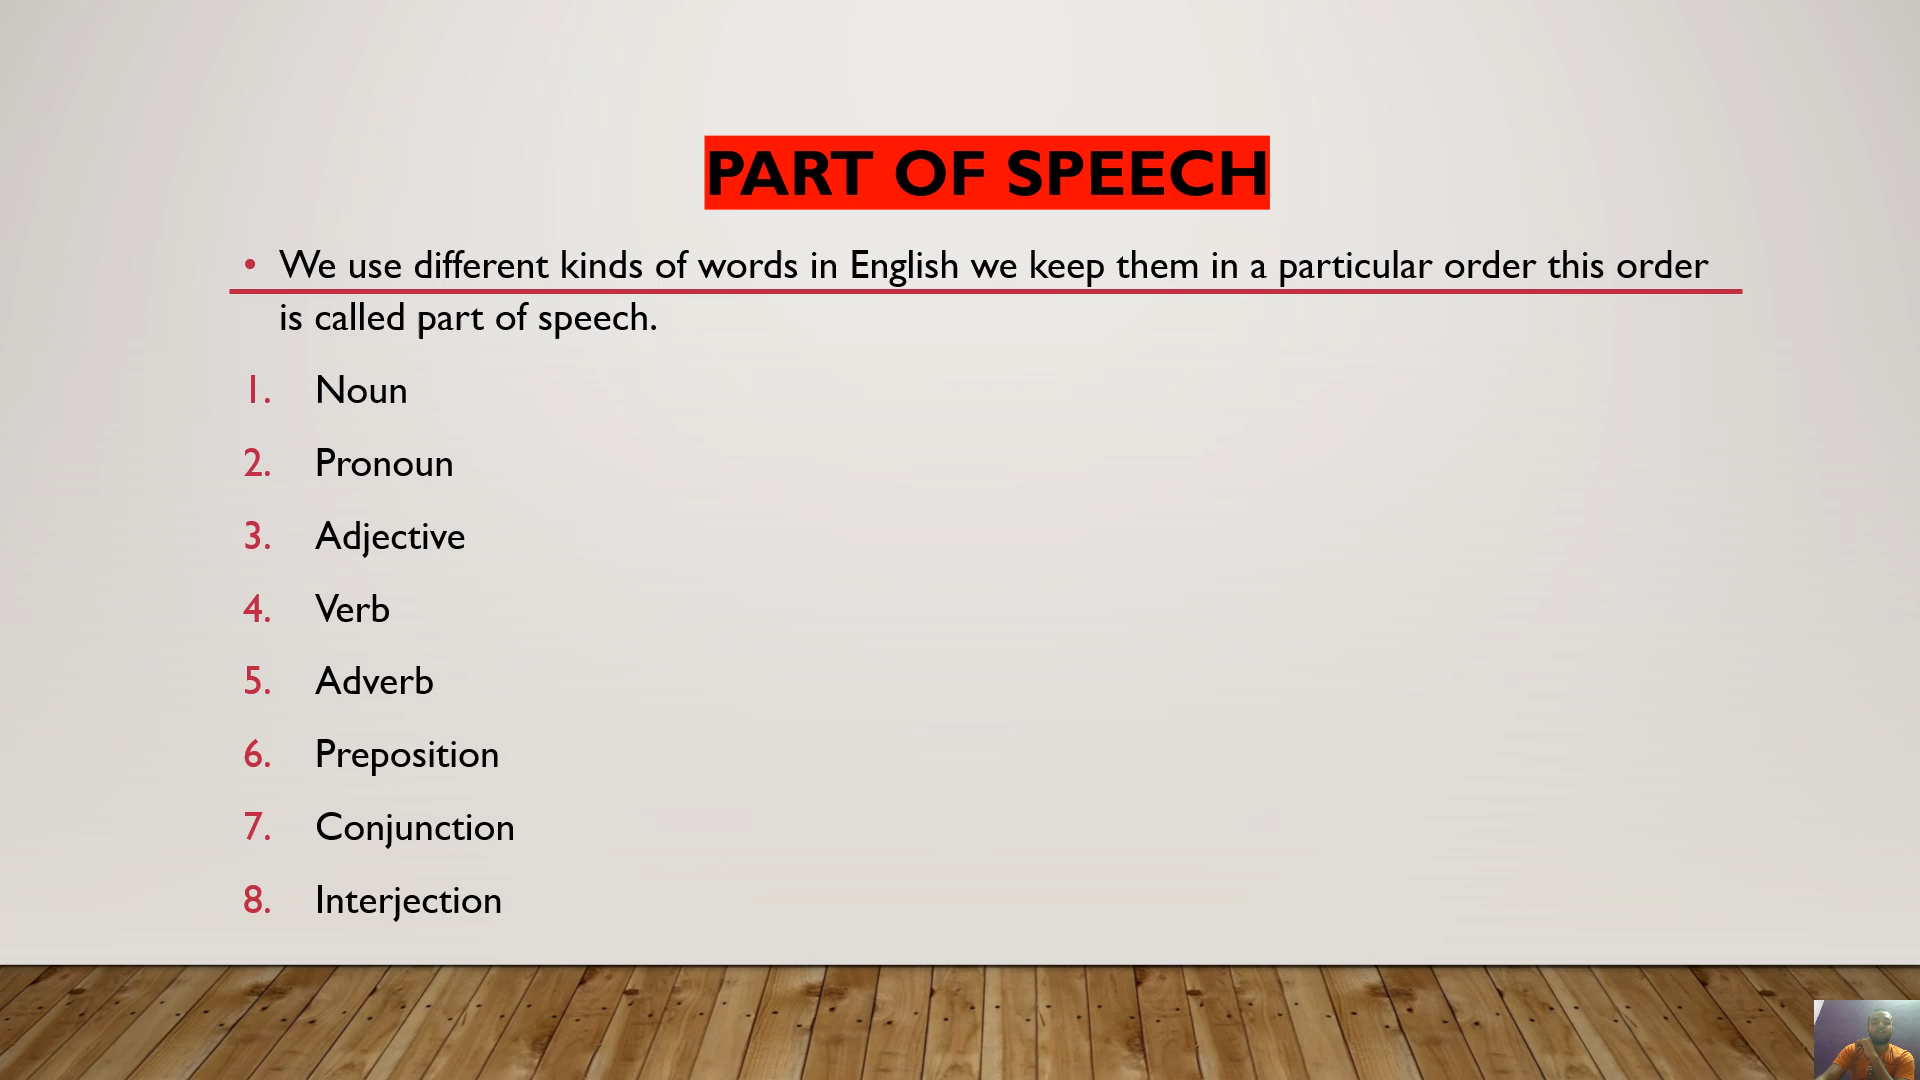 PART OF SPEECH
• We use different kinds of words in English we keep them in a particular order this order
is called part of speech.
1. Noun
2. Pronoun
3. Adjective
4. Verb
5. Adverb
6. Preposition
7. Conjunction
8. Interjection